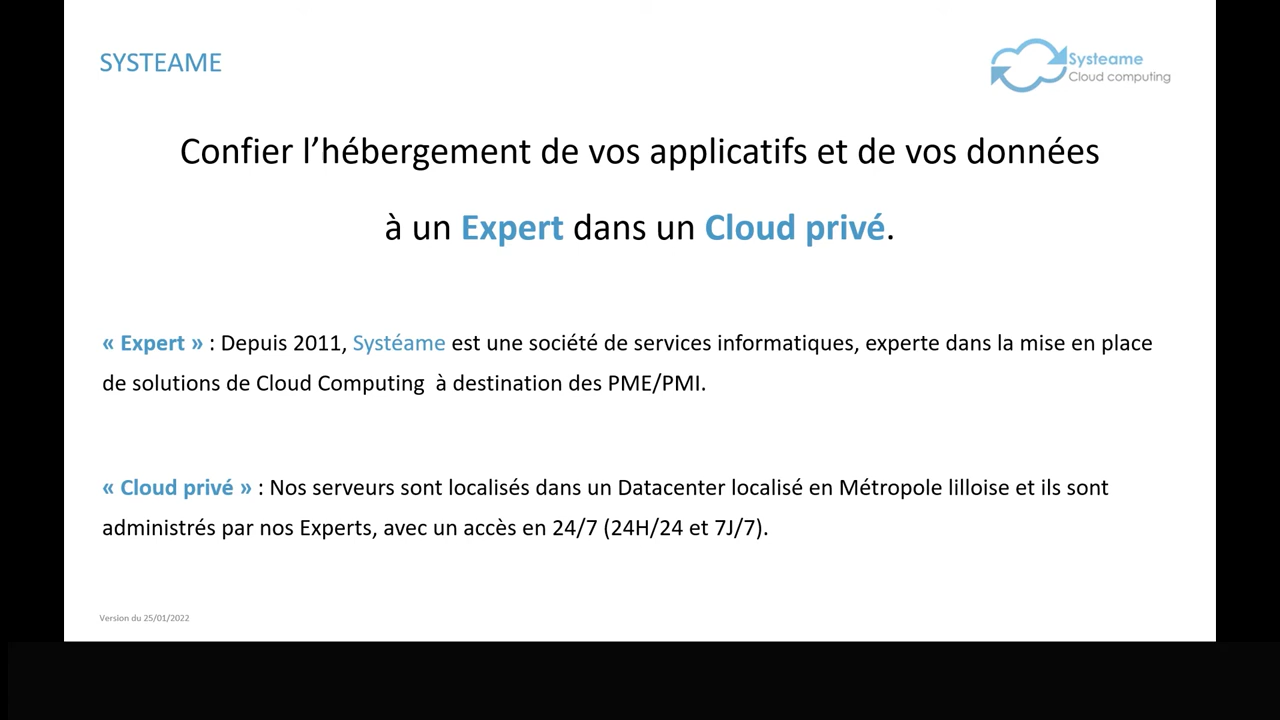 SYSTEAME
Systeame
Cloud computing
Confier l’hébergement de vos applicatifs et de vos données
à un Expert dans un Cloud privé.
« Expert » : Depuis 2011, Systéame est une société de services informatiques, experte dans la mise en place
de solutions de Cloud Computing  à destination des PME/PMI.
« Cloud privé » : Nos serveurs sont localisés dans un Datacenter localisé en Métropole lilloise et ils sont
administrés par nos Experts, avec un accès en 24/7 (24H/24 et 7J/7).
Version du 25/01/2022